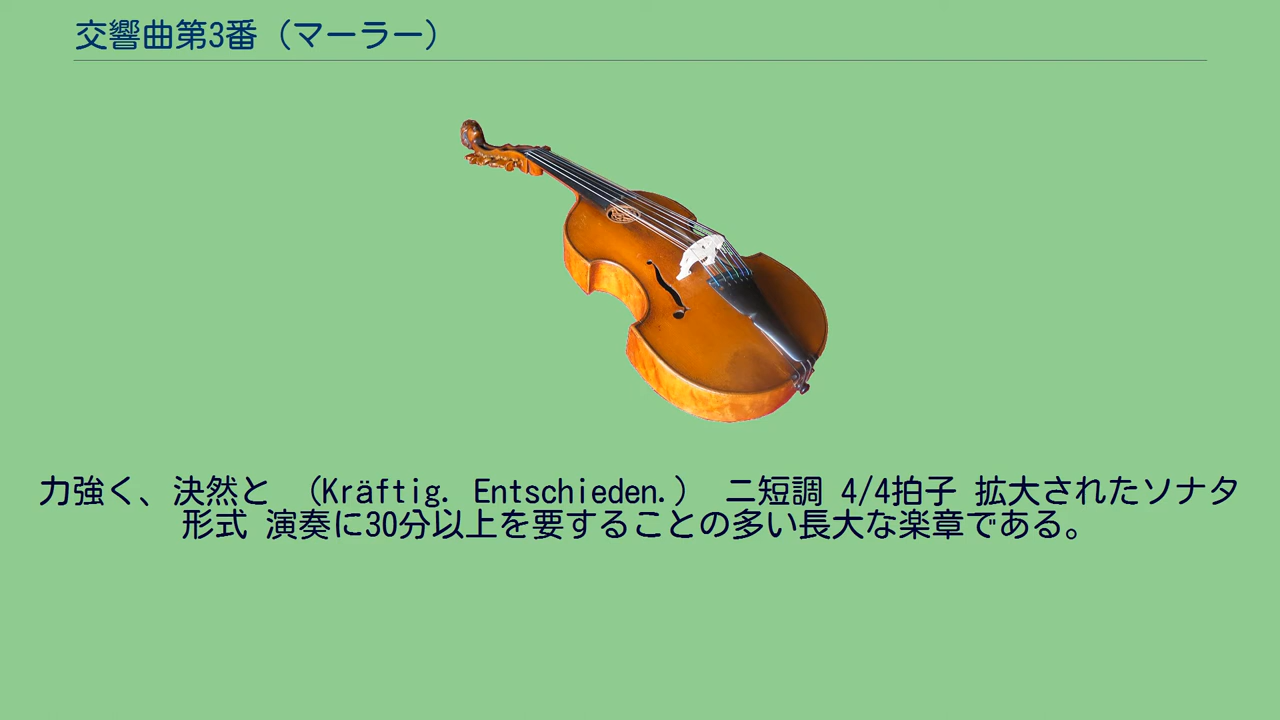 交響曲第3番（マーラー）
力強く、決然と （Kräftig. Entschieden.） ニ短調 4/4拍子 拡大されたソナタ
形式 演奏に30分以上を要することの多い長大な楽章である。